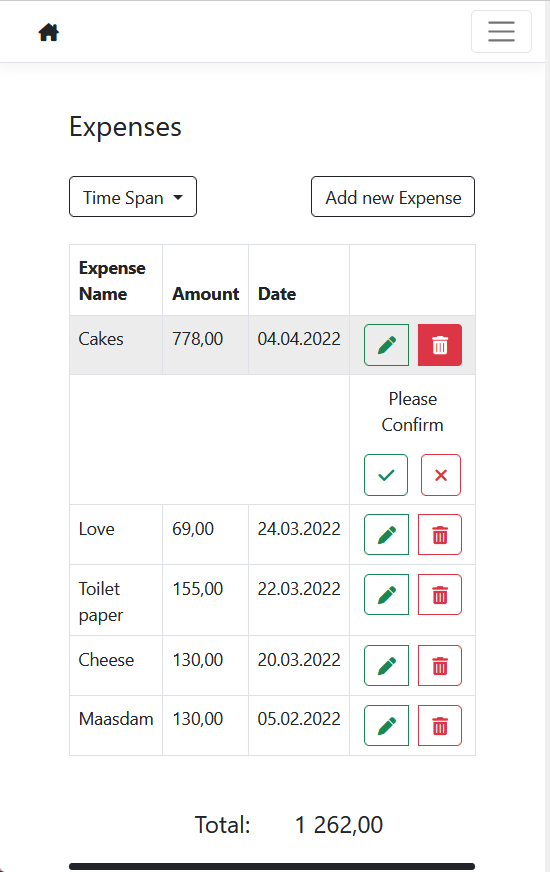 Expenses
Time Span
Add new Expense
Expense
Name
Amount
Date
Cakes
778,00
04.04.2022
Please
Confirm
Love
69,00
24.03.2022
Toilet
paper
155,00
22.03.2022
Cheese
130,00
20.03.2022
Maasdam
130,00
05.02.2022
Total:
1 262,00